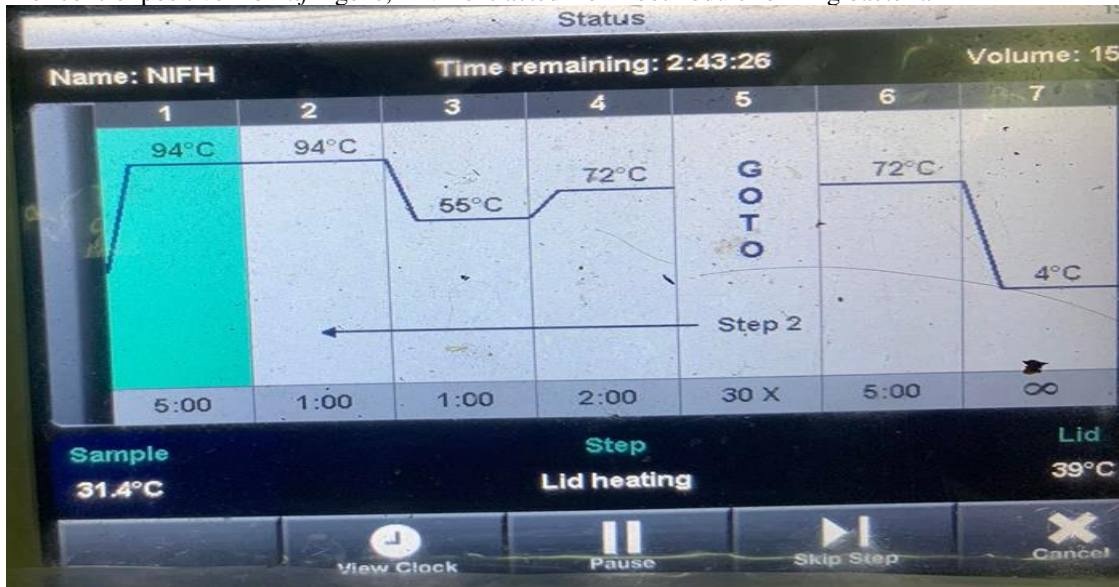 Status
Name: NIFH Time remaining: 2:43:26 Volume: 15
1 2 3 4 5 6 7
94°C 94°C 55°C 72°C GOTO 72°C 4°C
Step 2
5:00 1:00 1:00 2:00 30 X 5:00 ∞
Sample Step Lid
31.4°C Lid heating 39°C
View Clock Pause Skip Step Cancel